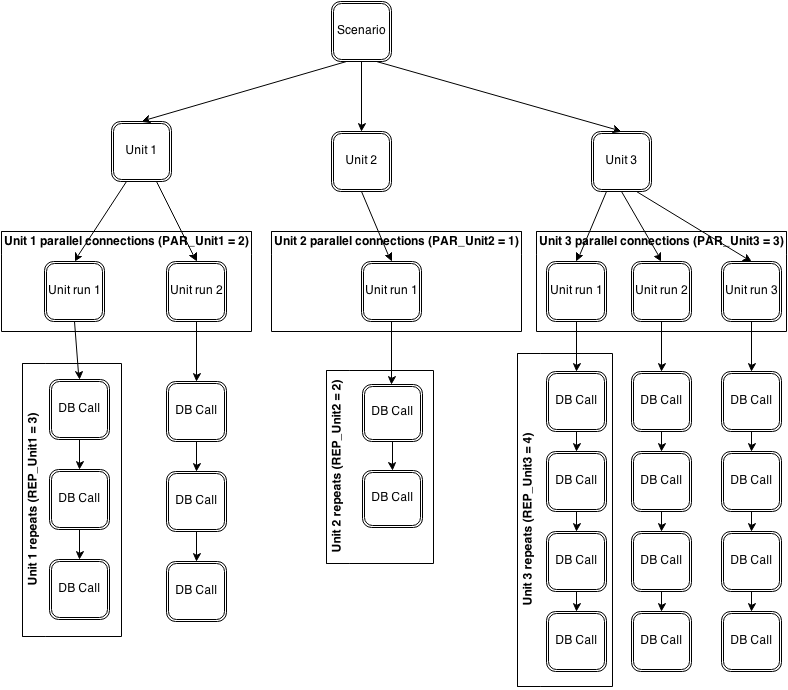 Scenario
Unit 1
Unit 2
Unit 3
Unit 1 parallel connections (PAR_Unit1 = 2)
Unit 2 parallel connections (PAR_Unit2 = 1)
Unit 3 parallel connections (PAR_Unit3 = 3)
Unit run 1
Unit run 2
Unit run 1
Unit run 1
Unit run 2
Unit run 3
Unit 1 repeats (REP_Unit1 = 3)
DB Call
DB Call
DB Call
DB Call
DB Call
DB Call
Unit 2 repeats (REP_Unit2 = 2)
DB Call
DB Call
Unit 3 repeats (REP_Unit3 = 4)
DB Call
DB Call
DB Call
DB Call
DB Call
DB Call
DB Call
DB Call
DB Call
DB Call
DB Call
DB Call